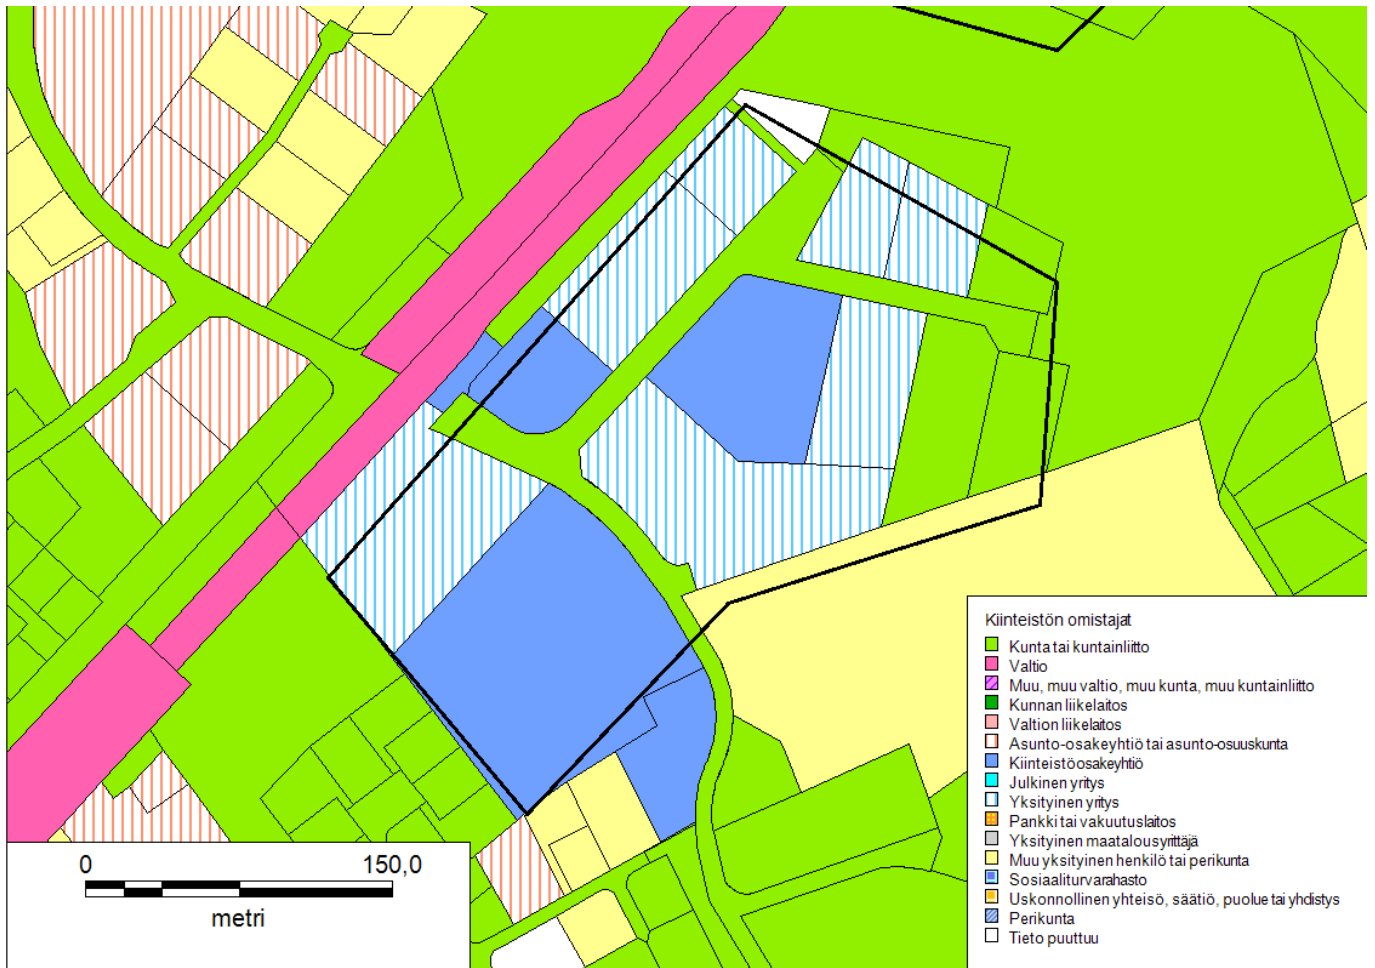 Kiinteistön omistajat
Kunta tai kuntainliitto
Valtio
Muu, muu valtio, muu kunta, muu kuntainliitto
Kunnan liikelaitos
Valtion liikelaitos
Asunto-osakeyhtiö tai asunto-osuuskunta
Kiinteistöosakeyhtiö
Julkinen yritys
Yksityinen yritys
Pankki tai vakuutuslaitos
Yksityinen maatalousyrittäjä
Muu yksityinen henkilö tai perikunta
Sosiaaliturvarahasto
Uskonnollinen yhteisö, säätiö, puolue tai yhdistys
Perikunta
Tieto puuttuu
0 150,0
metri